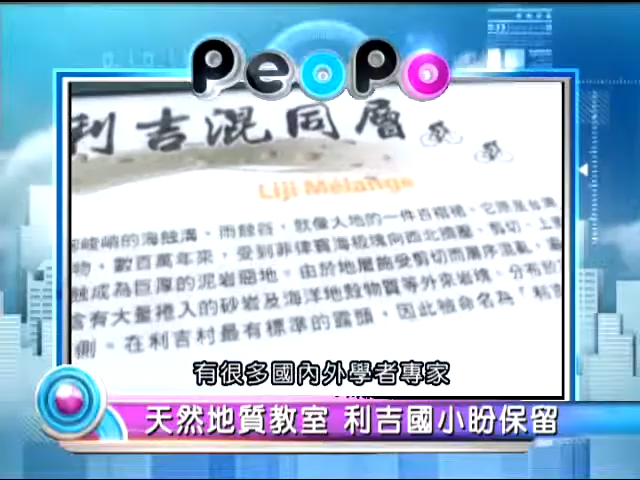 PeoPo
利吉混同層
Liji Mélange
峻峭的海蝕溝、雨蝕谷，就像大地的一件百褶裙，它原是台
物，數百萬年來，受到菲律賓海板塊向西北擠壓、剪切、上
蝕成為巨厚的泥岩惡地。由於地層飽受剪切而層序混亂，
含有大量捲入的砂岩及海洋地殼物質等外來岩塊，分布於
側。在利吉村最有標準的露頭，因此被命名為「利吉
有很多國內外學者專家
天然地質教室 利吉國小盼保留